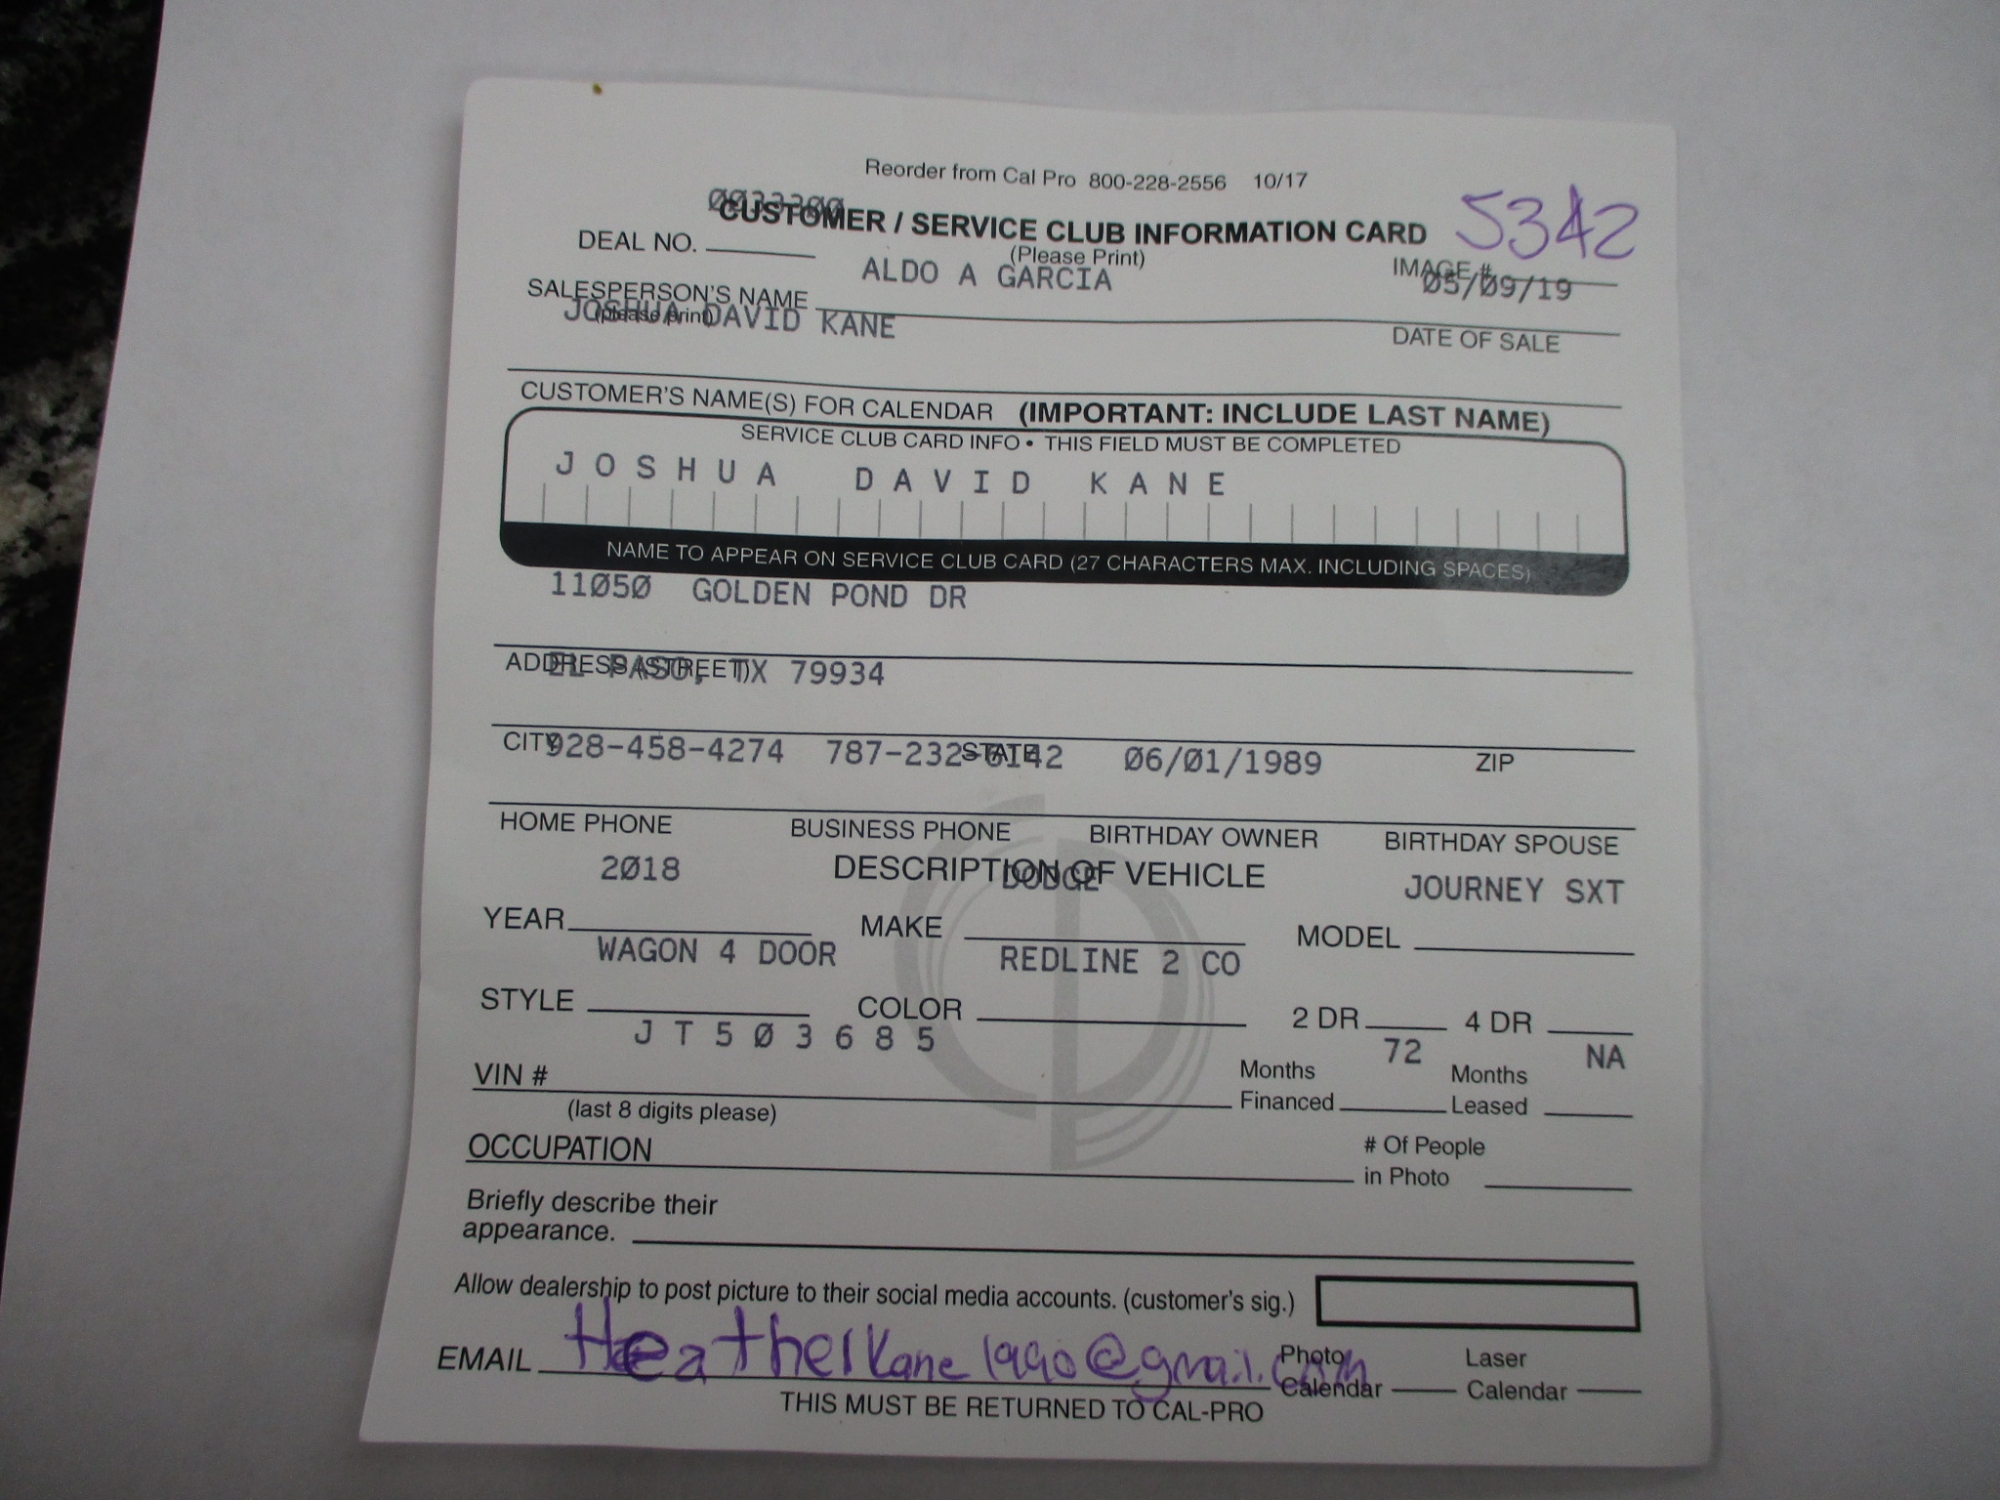 Reorder from Cal Pro 800-228-2556 10/17
CUSTOMER / SERVICE CLUB INFORMATION CARD
5342
DEAL NO.
(Please Print)
IMAGE #
ALDO A GARCIA
05/09/19
SALESPERSON'S NAME
(please print)
JOSHUA DAVID KANE
DATE OF SALE
CUSTOMER'S NAME(S) FOR CALENDAR (IMPORTANT: INCLUDE LAST NAME)
SERVICE CLUB CARD INFO • THIS FIELD MUST BE COMPLETED
JOSHUA DAVID KANE
NAME TO APPEAR ON SERVICE CLUB CARD (27 CHARACTERS MAX. INCLUDING SPACES)
11050 GOLDEN POND DR
ADDRESS (STREET)
EL PASO, TX 79934
CITY STATE ZIP
928-458-4274 787-232-6142 06/01/1989
HOME PHONE BUSINESS PHONE BIRTHDAY OWNER BIRTHDAY SPOUSE
DESCRIPTION OF VEHICLE
2018 DODGE JOURNEY SXT
YEAR MAKE MODEL
WAGON 4 DOOR REDLINE 2 CO
STYLE COLOR 2 DR 4 DR
JT503685 72 NA
VIN # Months Financed Months Leased
(last 8 digits please)
OCCUPATION # Of People in Photo
Briefly describe their
appearance.
Allow dealership to post picture to their social media accounts. (customer's sig.)
EMAIL Heatherkane1990@gmail.com Photo Calendar Laser Calendar
THIS MUST BE RETURNED TO CAL-PRO